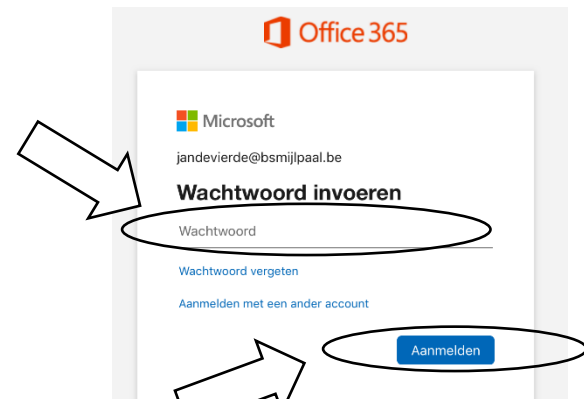 Office 365
Microsoft
jandevierde@bsmijlpaal.be
Wachtwoord invoeren
Wachtwoord
Wachtwoord vergeten
Aanmelden met een ander account
Aanmelden